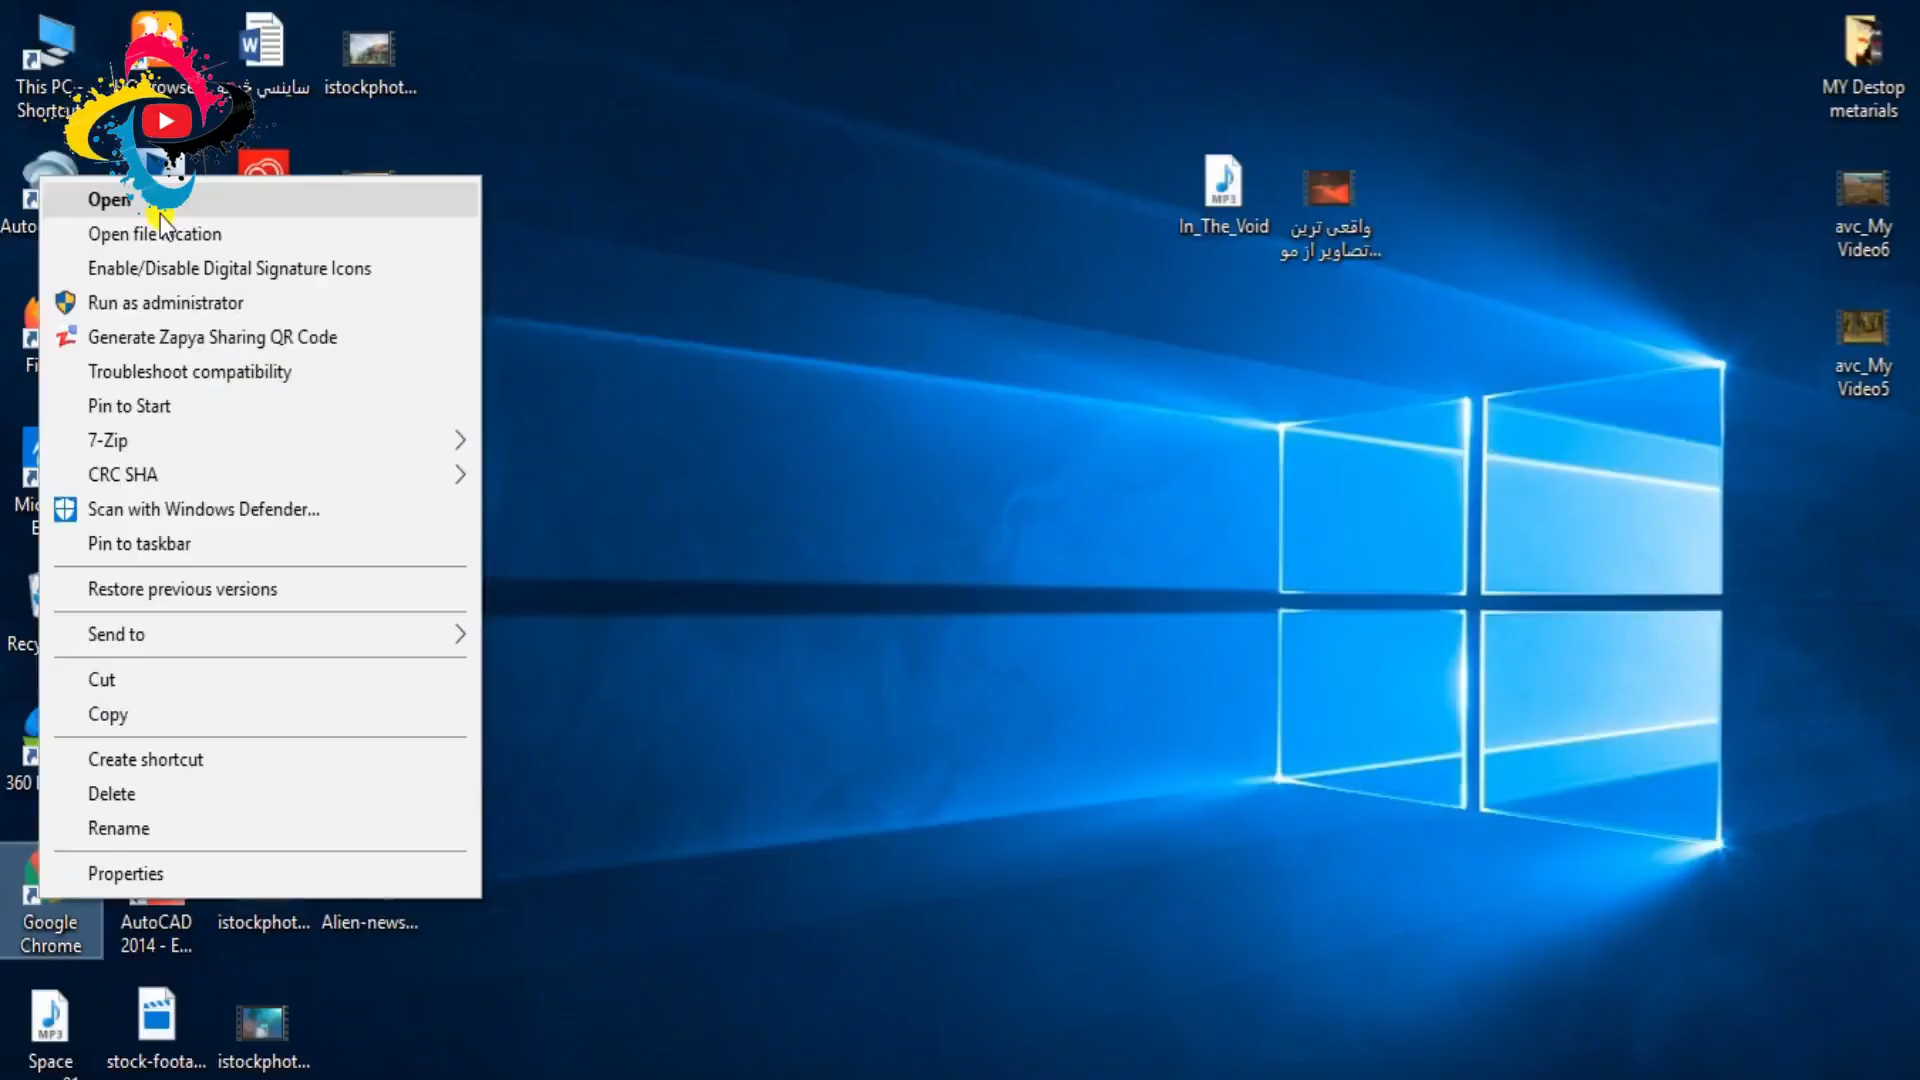 This PC -
Shortcut
ساینسي
istockphot...
MY Destop
metarials
In_The_Void
واقعی ترین
تصاویر از مو...
avc_My
Video6
avc_My
Video5
Open
Open file location
Enable/Disable Digital Signature Icons
Run as administrator
Generate Zapya Sharing QR Code
Troubleshoot compatibility
Pin to Start
7-Zip
CRC SHA
Scan with Windows Defender...
Pin to taskbar
Restore previous versions
Send to
Cut
Copy
Create shortcut
Delete
Rename
Properties
Auto
Fi
Mic
E
Recy
360
Google
Chrome
AutoCAD
2014 - E...
istockphot...
Alien-news...
MP3
MP3
Space
stock-foota...
istockphot...